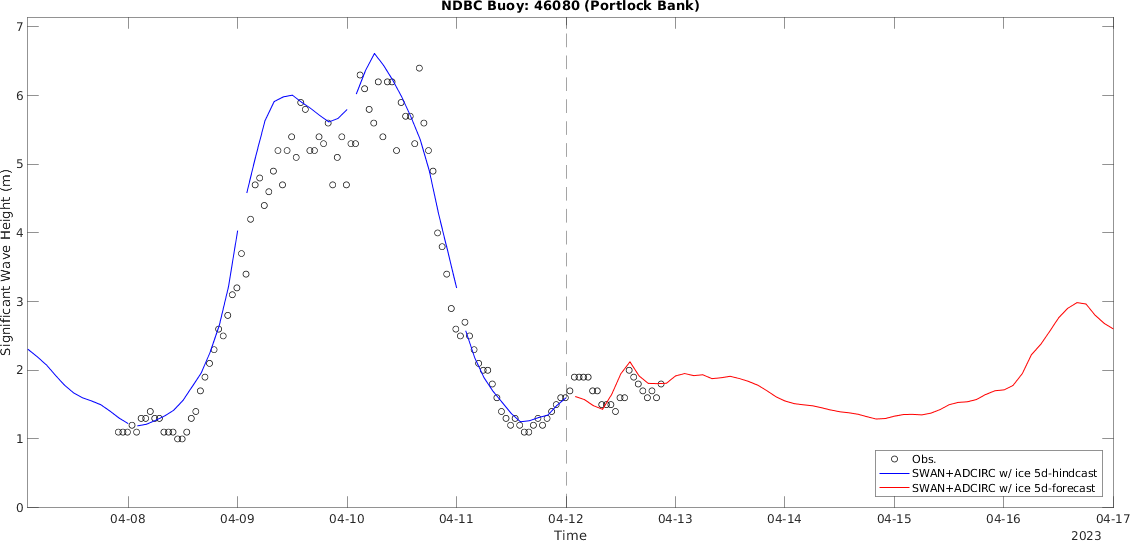 NDBC Buoy: 46080 (Portlock Bank)
7
6
5
4
3
2
1
0
Significant Wave Height (m)
Obs.
SWAN+ADCIRC w/ ice 5d-hindcast
SWAN+ADCIRC w/ ice 5d-forecast
04-08 04-09 04-10 04-11 04-12 04-13 04-14 04-15 04-16 04-17
Time
2023